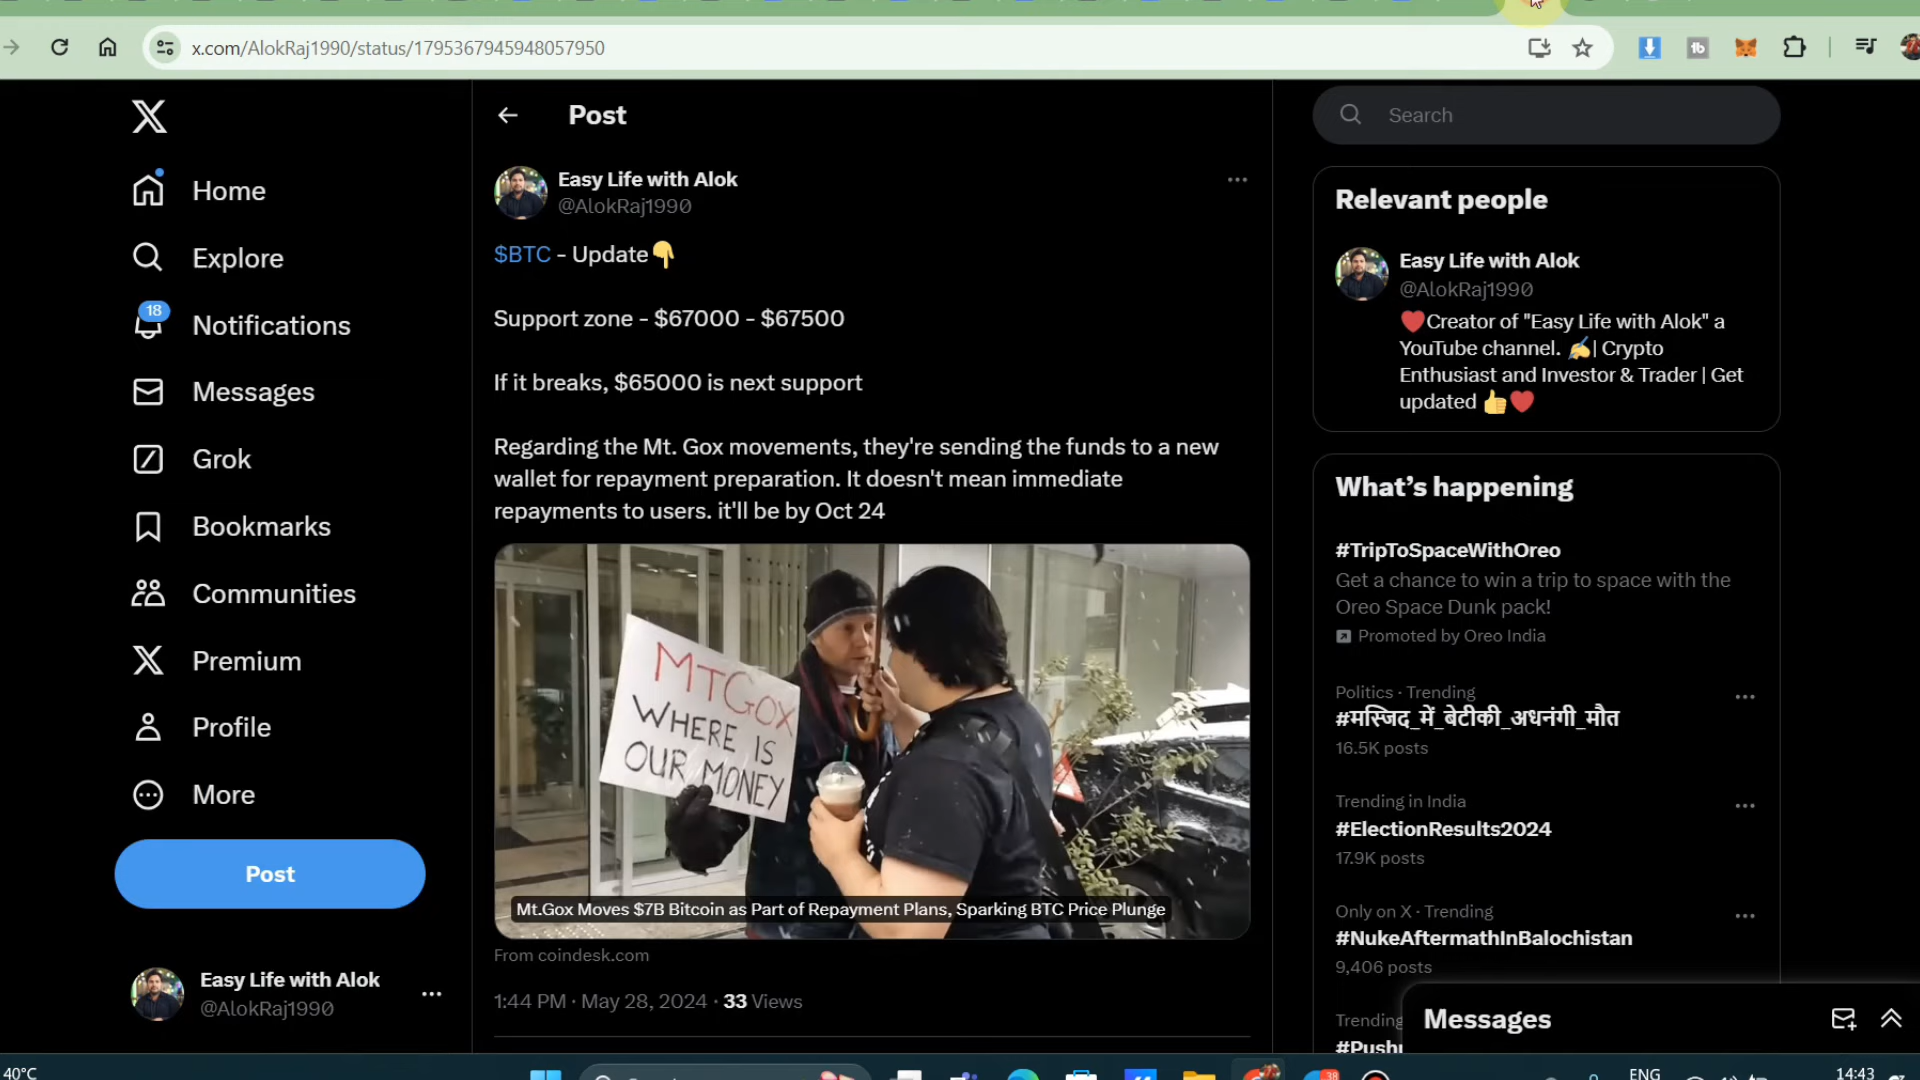 x.com/AlokRaj1990/status/1795367945948057950
Home
Explore
18
Notifications
Messages
Grok
Bookmarks
Communities
Premium
Profile
More
Post
Easy Life with Alok
@AlokRaj1990
Post
Easy Life with Alok
@AlokRaj1990
$BTC - Update👇
Support zone - $67000 - $67500
If it breaks, $65000 is next support
Regarding the Mt. Gox movements, they're sending the funds to a new
wallet for repayment preparation. It doesn't mean immediate
repayments to users. it'll be by Oct 24
MTGOX
WHERE IS
OUR MONEY
Mt.Gox Moves $7B Bitcoin as Part of Repayment Plans, Sparking BTC Price Plunge
From coindesk.com
1:44 PM · May 28, 2024 · 33 Views
Search
Relevant people
Easy Life with Alok
@AlokRaj1990
❤️Creator of "Easy Life with Alok" a
YouTube channel. ✍️| Crypto
Enthusiast and Investor & Trader | Get
updated 👍❤️
What's happening
#TripToSpaceWithOreo
Get a chance to win a trip to space with the
Oreo Space Dunk pack!
Promoted by Oreo India
Politics · Trending
#मस्जिद_में_बेटीकी_अधनंगी_मौत
16.5K posts
Trending in India
#ElectionResults2024
17.9K posts
Only on X · Trending
#NukeAftermathInBalochistan
9,406 posts
Trending
Messages
40°C
38
ENG
14:43